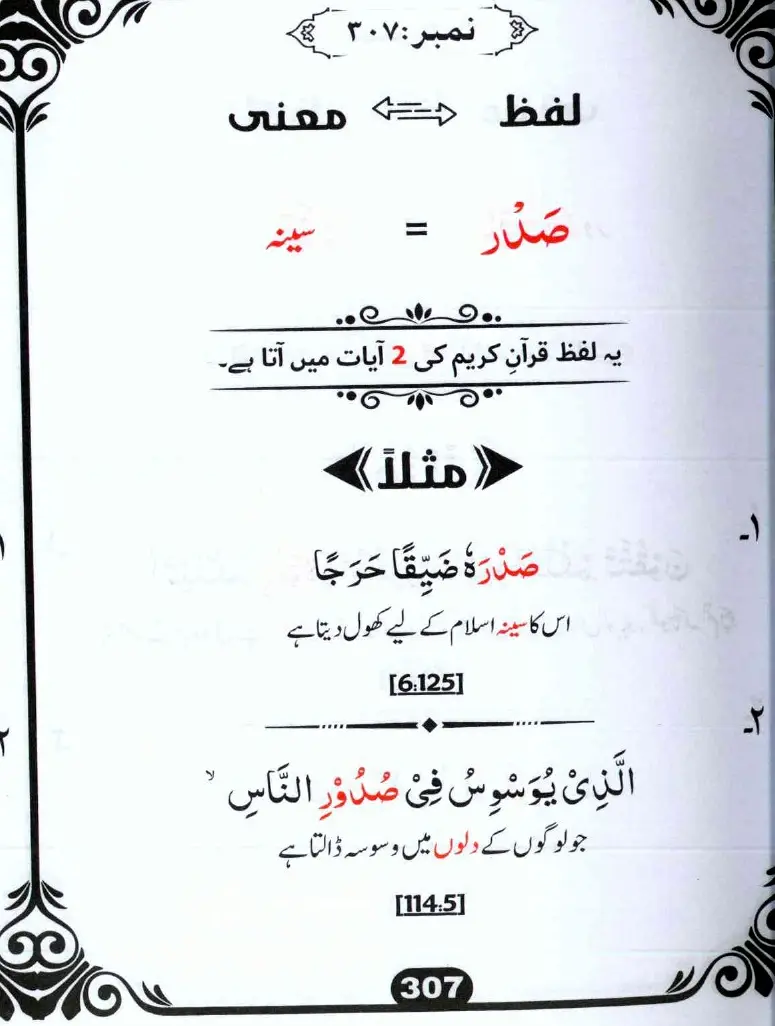 نمبر:۳۰۷
لفظ ⇐⇒ معنی
صَدْر = سینہ
یہ لفظ قرآنِ کریم کی 2 آیات میں آتا ہے۔
مثلاً
۱۔
صَدْرَہٗ ضَیِّقًا حَرَجًا
اس کا سینہ اسلام کے لیے کھول دیتا ہے
[6:125]
۲۔
الَّذِیْ یُوَسْوِسُ فِیْ صُدُوْرِ النَّاسِ ۙ
جو لوگوں کے دلوں میں وسوسہ ڈالتا ہے
[114:5]
307